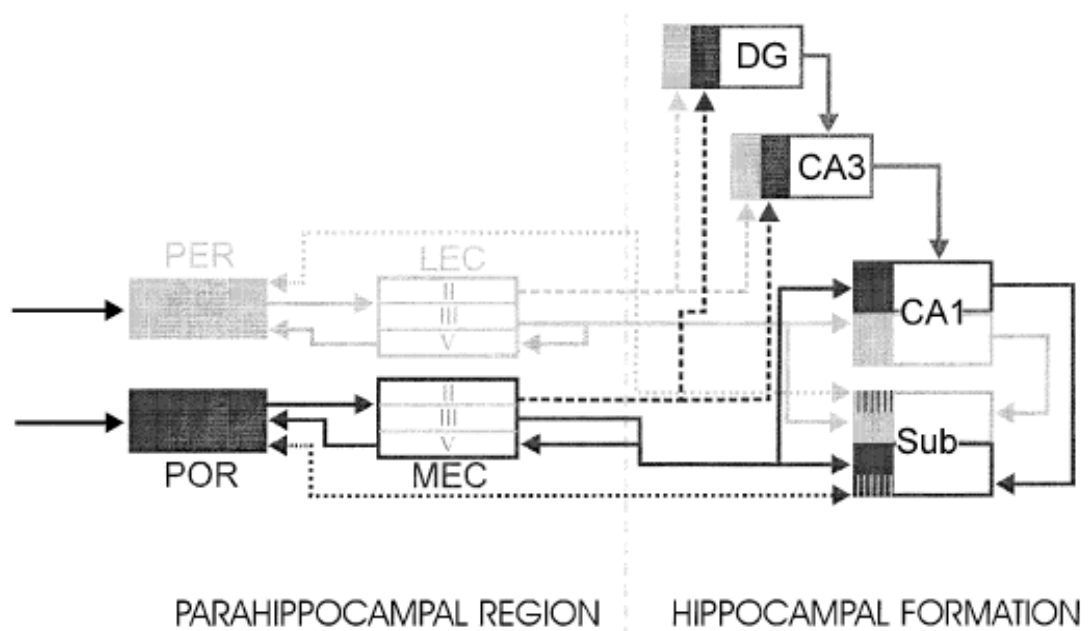 DG
CA3
PER
LEC
II
III
V
CA1
II
III
V
Sub
POR
MEC
PARAHIPPOCAMPAL REGION
HIPPOCAMPAL FORMATION